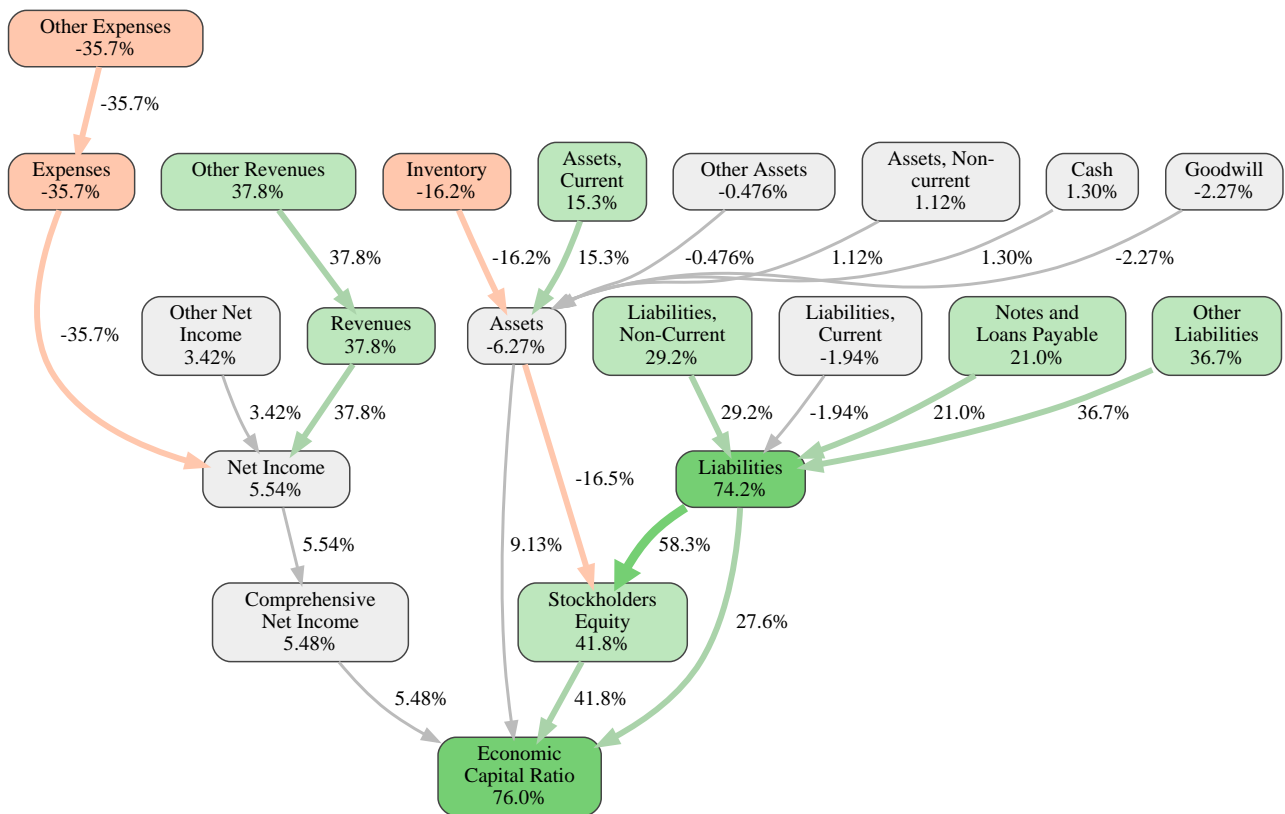 Other Expenses
-35.7%
-35.7%
Expenses
-35.7%
Other Revenues
37.8%
Inventory
-16.2%
Assets,
Current
15.3%
Other Assets
-0.476%
Assets, Non-
current
1.12%
Cash
1.30%
Goodwill
-2.27%
37.8%
-16.2%
15.3%
-0.476%
1.12%
1.30%
-2.27%
-35.7%
Other Net
Income
3.42%
Revenues
37.8%
Assets
-6.27%
Liabilities,
Non-Current
29.2%
Liabilities,
Current
-1.94%
Notes and
Loans Payable
21.0%
Other
Liabilities
36.7%
3.42%
37.8%
29.2%
-1.94%
21.0%
36.7%
Net Income
5.54%
-16.5%
Liabilities
74.2%
5.54%
9.13%
58.3%
Comprehensive
Net Income
5.48%
Stockholders
Equity
41.8%
27.6%
5.48%
41.8%
Economic
Capital Ratio
76.0%